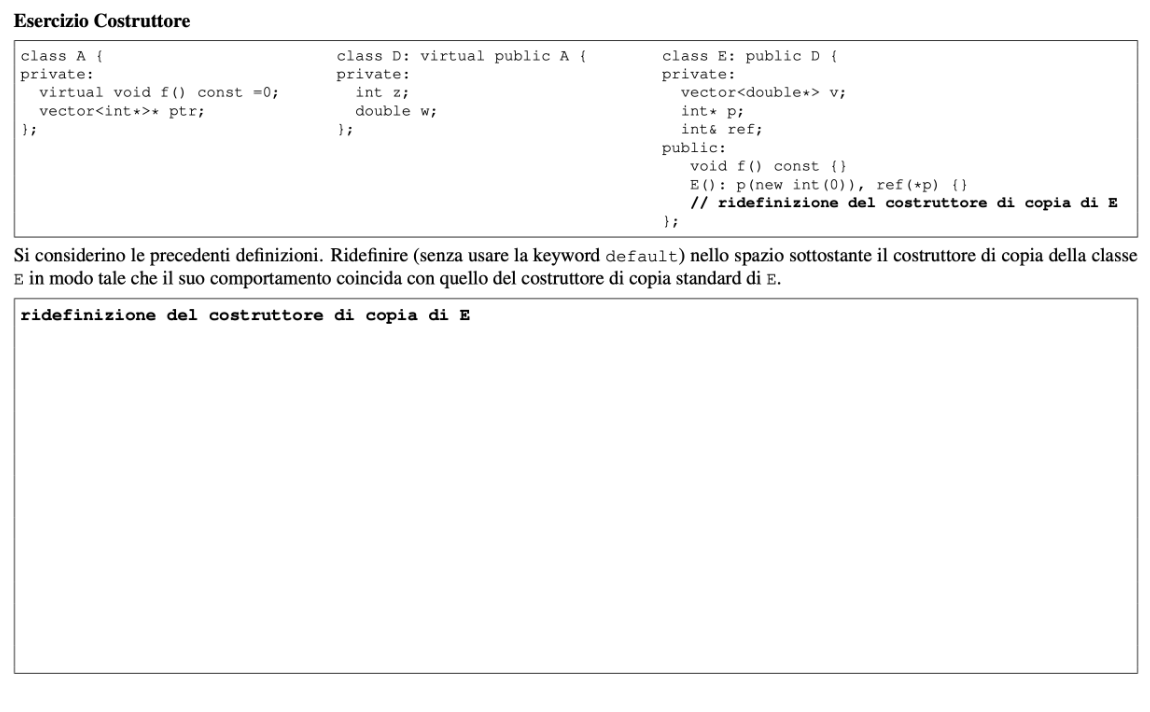 Esercizio Costruttore
class A {
private:
  virtual void f() const =0;
  vector<int*>* ptr;
};
class D: virtual public A {
private:
  int z;
  double w;
};
class E: public D {
private:
  vector<double*> v;
  int* p;
  int& ref;
public:
   void f() const {}
   E(): p(new int(0)), ref(*p) {}
   // ridefinizione del costruttore di copia di E
};
Si considerino le precedenti definizioni. Ridefinire (senza usare la keyword default) nello spazio sottostante il costruttore di copia della classe
E in modo tale che il suo comportamento coincida con quello del costruttore di copia standard di E.
ridefinizione del costruttore di copia di E